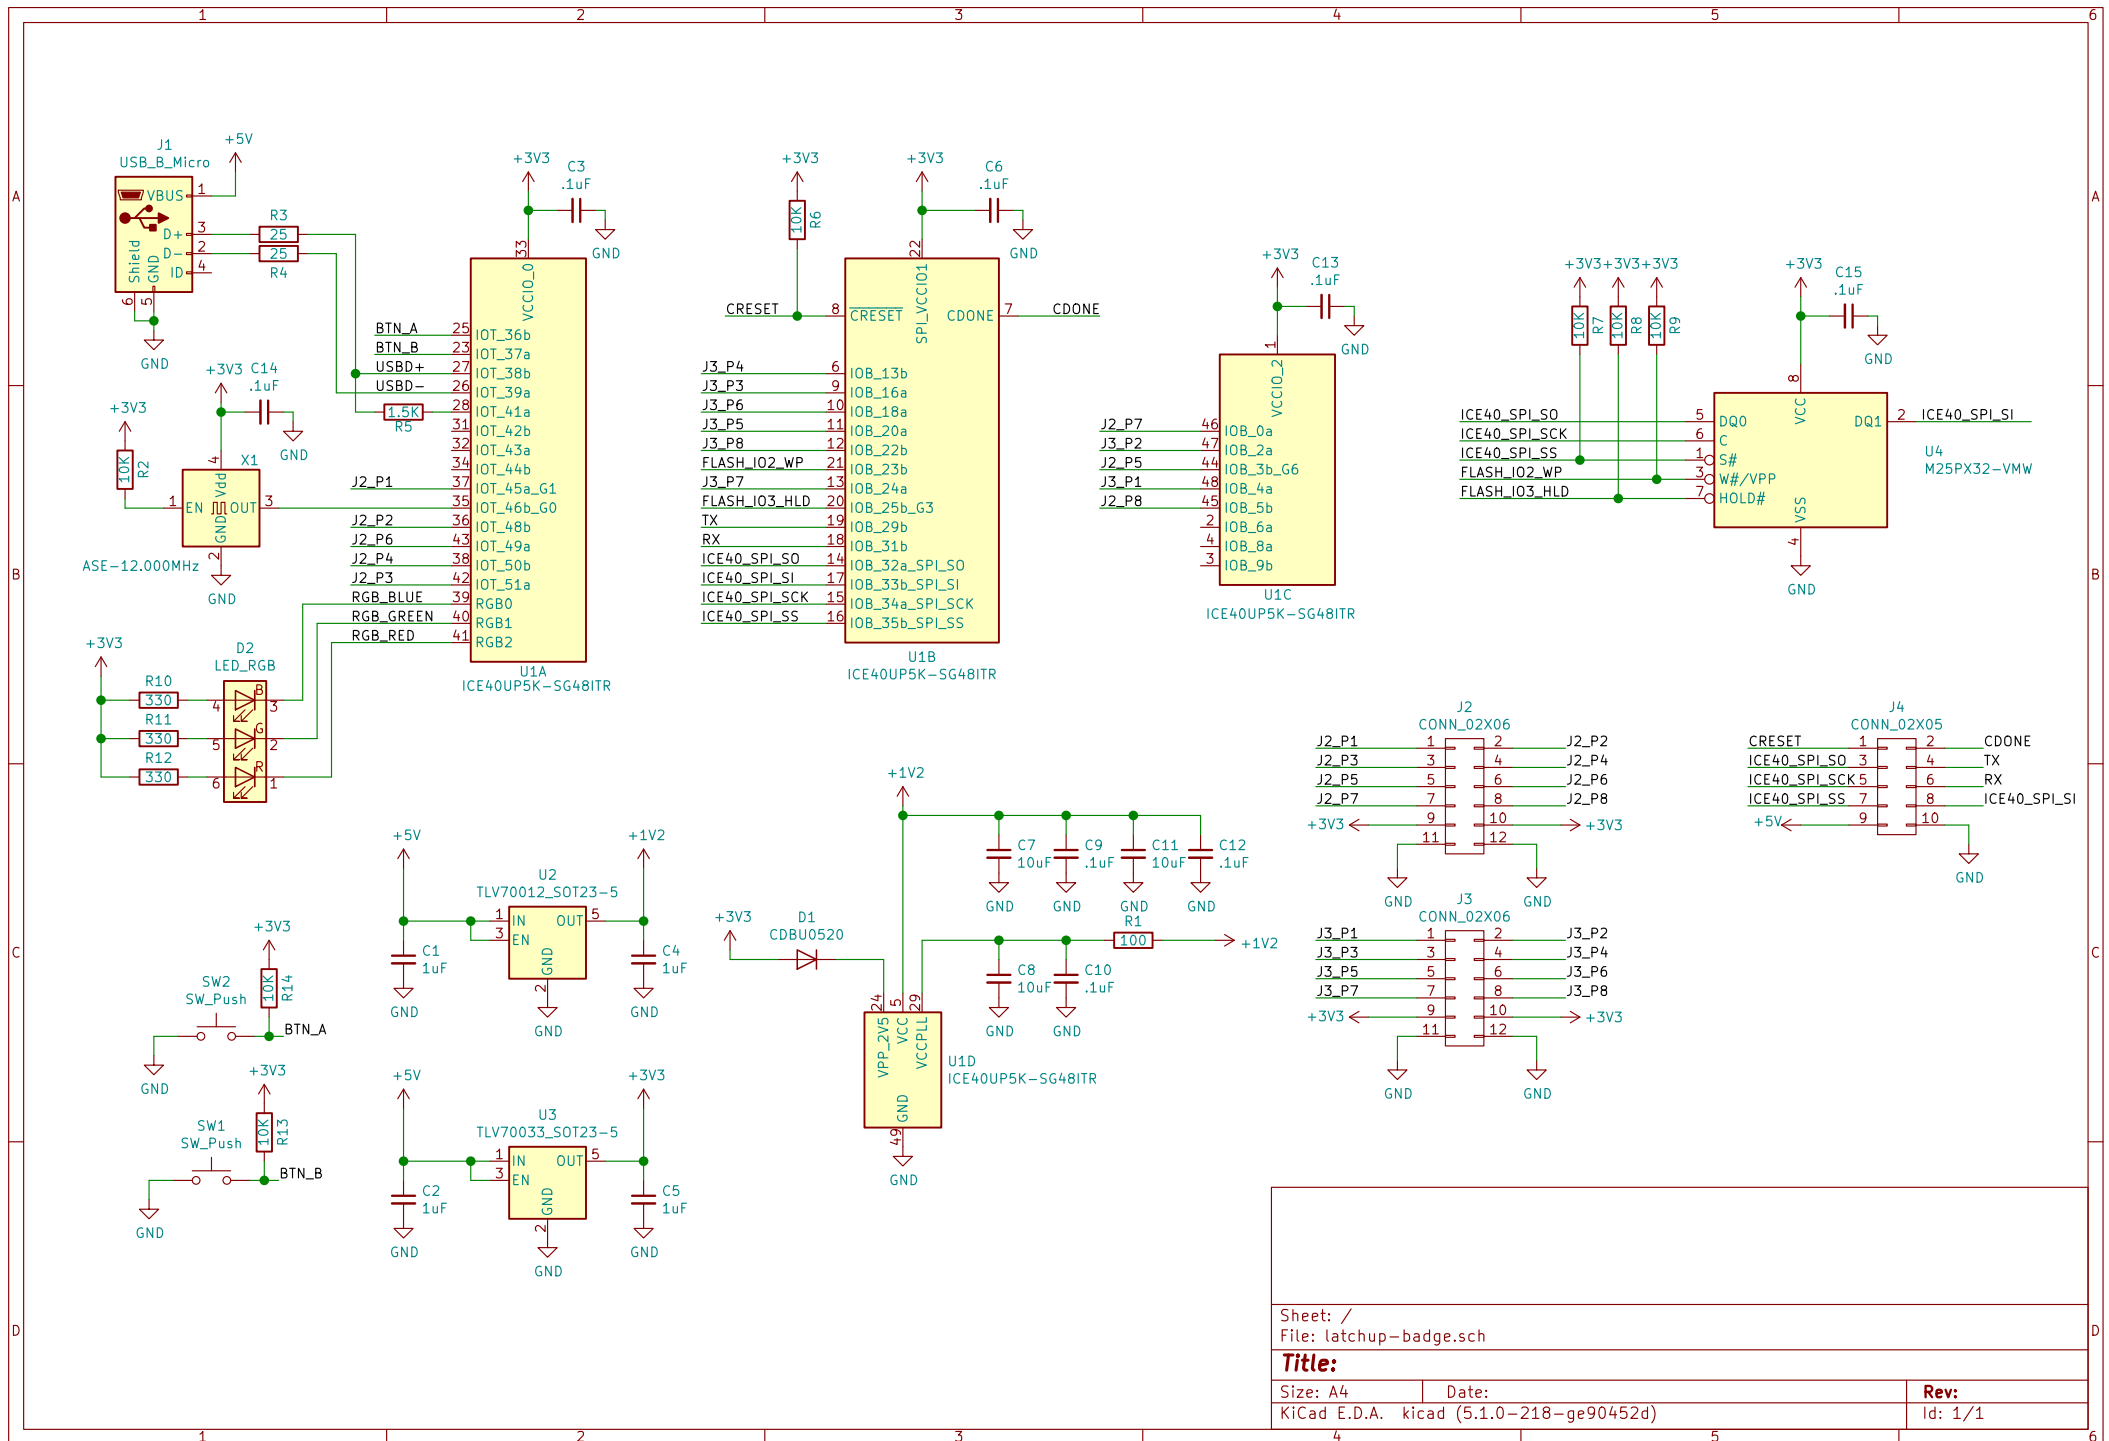 1 2 3 4 5 6
A
B
C
D
A
B
C
D
J1
USB_B_Micro
+5V
VBUS 1
D+ 3
D- 2
ID 4
Shield
GND
6 5
GND
R3
25
25
R4
+3V3 C14
.1uF
GND
+3V3
10K
R2
X1
4
Vdd
1 EN OUT 3
GND
2
ASE-12.000MHz
GND
+3V3
R10
330
R11
330
R12
330
D2
LED_RGB
4 B 3
5 G 2
6 R 1
+3V3
C3
.1uF
GND
33
VCCIO_0
BTN_A 25 IOT_36b
BTN_B 23 IOT_37a
USBD+ 27 IOT_38b
USBD- 26 IOT_39a
1.5K 28 IOT_41a
R5
31 IOT_42b
32 IOT_43a
34 IOT_44b
J2_P1 37 IOT_45a_G1
35 IOT_46b_G0
J2_P2 36 IOT_48b
J2_P6 43 IOT_49a
J2_P4 38 IOT_50b
J2_P3 42 IOT_51a
RGB_BLUE 39 RGB0
RGB_GREEN 40 RGB1
RGB_RED 41 RGB2
U1A
ICE40UP5K-SG48ITR
+3V3
10K
R6
+3V3
C6
.1uF
GND
22
SPI_VCCIO1
CRESET 8 CRESET
CDONE 7 CDONE
J3_P4 6 IOB_13b
J3_P3 9 IOB_16a
J3_P6 10 IOB_18a
J3_P5 11 IOB_20a
J3_P8 12 IOB_22b
FLASH_IO2_WP 21 IOB_23b
J3_P7 13 IOB_24a
FLASH_IO3_HLD 20 IOB_25b_G3
TX 19 IOB_29b
RX 18 IOB_31b
ICE40_SPI_SO 14 IOB_32a_SPI_SO
ICE40_SPI_SI 17 IOB_33b_SPI_SI
ICE40_SPI_SCK 15 IOB_34a_SPI_SCK
ICE40_SPI_SS 16 IOB_35b_SPI_SS
U1B
ICE40UP5K-SG48ITR
+3V3
C13
.1uF
GND
1
VCCIO_2
J2_P7 46 IOB_0a
J3_P2 47 IOB_2a
J2_P5 44 IOB_3b_G6
J3_P1 48 IOB_4a
J2_P8 45 IOB_5b
2 IOB_6a
4 IOB_8a
3 IOB_9b
U1C
ICE40UP5K-SG48ITR
+3V3+3V3+3V3
10K R7 10K R8 10K R9
+3V3
C15
.1uF
GND
8
VCC
ICE40_SPI_SO 5 DQ0
DQ1 2 ICE40_SPI_SI
ICE40_SPI_SCK 6 C
ICE40_SPI_SS 1 S#
FLASH_IO2_WP 3 W#/VPP
FLASH_IO3_HLD 7 HOLD#
VSS
4
GND
U4
M25PX32-VMW
J2
CONN_02X06
J2_P1 1 2 J2_P2
J2_P3 3 4 J2_P4
J2_P5 5 6 J2_P6
J2_P7 7 8 J2_P8
+3V3 9 10 +3V3
11 12
GND GND
J3
CONN_02X06
J3_P1 1 2 J3_P2
J3_P3 3 4 J3_P4
J3_P5 5 6 J3_P6
J3_P7 7 8 J3_P8
+3V3 9 10 +3V3
11 12
GND GND
J4
CONN_02X05
CRESET 1 2 CDONE
ICE40_SPI_SO 3 4 TX
ICE40_SPI_SCK 5 6 RX
ICE40_SPI_SS 7 8 ICE40_SPI_SI
+5V 9 10
GND
+5V
+1V2
U2
TLV70012_SOT23-5
1 IN OUT 5
3 EN
GND
2
C1
1uF
C4
1uF
GND GND GND
+5V
+3V3
U3
TLV70033_SOT23-5
1 IN OUT 5
3 EN
GND
2
C2
1uF
C5
1uF
GND GND GND
+3V3
10K
R14
SW2
SW_Push
BTN_A
GND
+3V3
10K
R13
SW1
SW_Push
BTN_B
GND
+1V2
C7 C9 C11 C12
10uF .1uF 10uF .1uF
GND GND GND GND
R1
100
+1V2
+3V3
D1
CDBU0520
C8 C10
10uF .1uF
GND GND
24 5 29
VPP_2V5
VCC
VCCPLL
GND
49
GND
U1D
ICE40UP5K-SG48ITR
Sheet: /
File: latchup-badge.sch
Title:
Size: A4 Date: Rev:
KiCad E.D.A. kicad (5.1.0-218-ge90452d) Id: 1/1
1 2 3 4 5 6